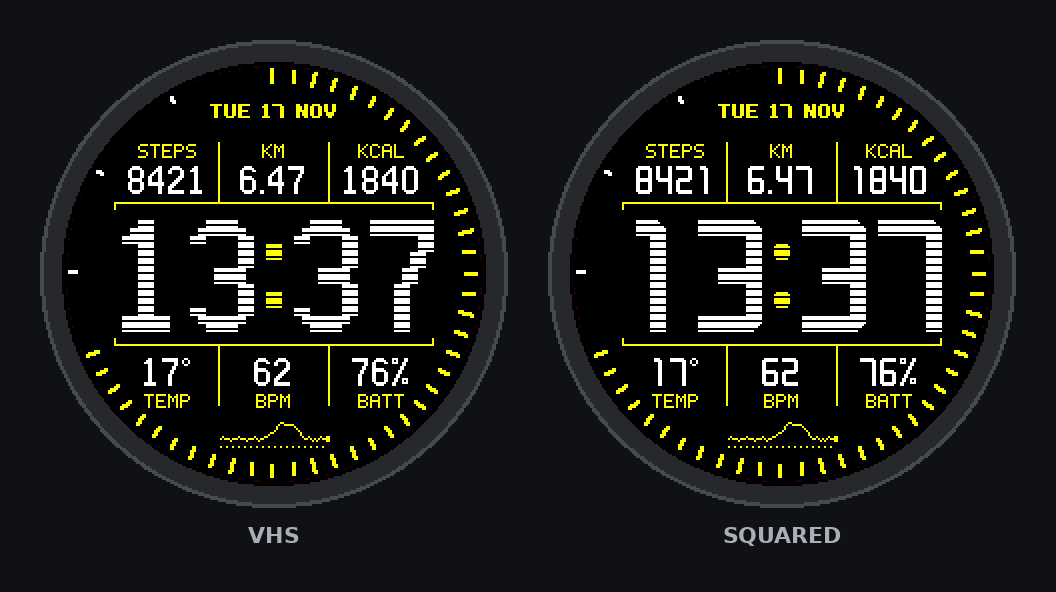 TUE 17 NOV
STEPS KM KCAL
8421 6.47 1840
13:37
17° 62 76%
TEMP BPM BATT
VHS
TUE 17 NOV
STEPS KM KCAL
8421 6.47 1840
13:37
17° 62 76%
TEMP BPM BATT
SQUARED